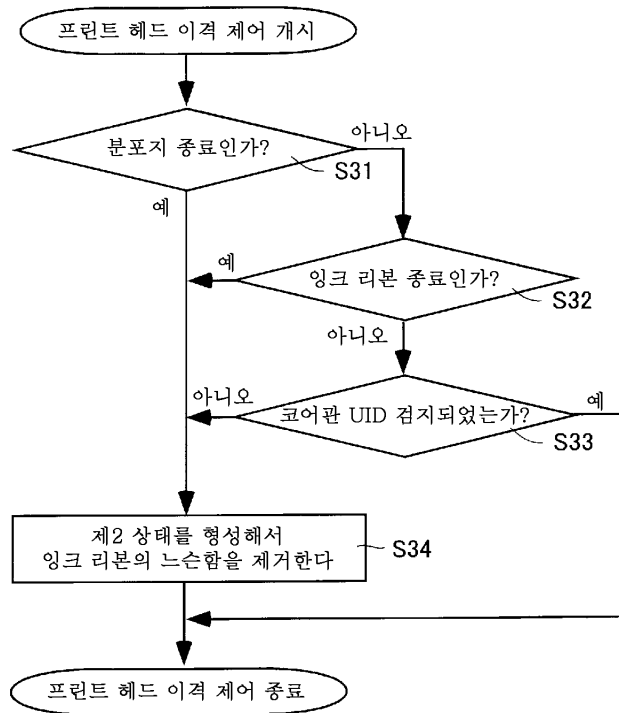 프린트 헤드 이격 제어 개시
분포지 종료인가?
아니오
S31
예
예
잉크 리본 종료인가?
S32
아니오
아니오
코어관 UID 검지되었는가?
예
S33
제2 상태를 형성해서
잉크 리본의 느슨함을 제거한다
S34
프린트 헤드 이격 제어 종료